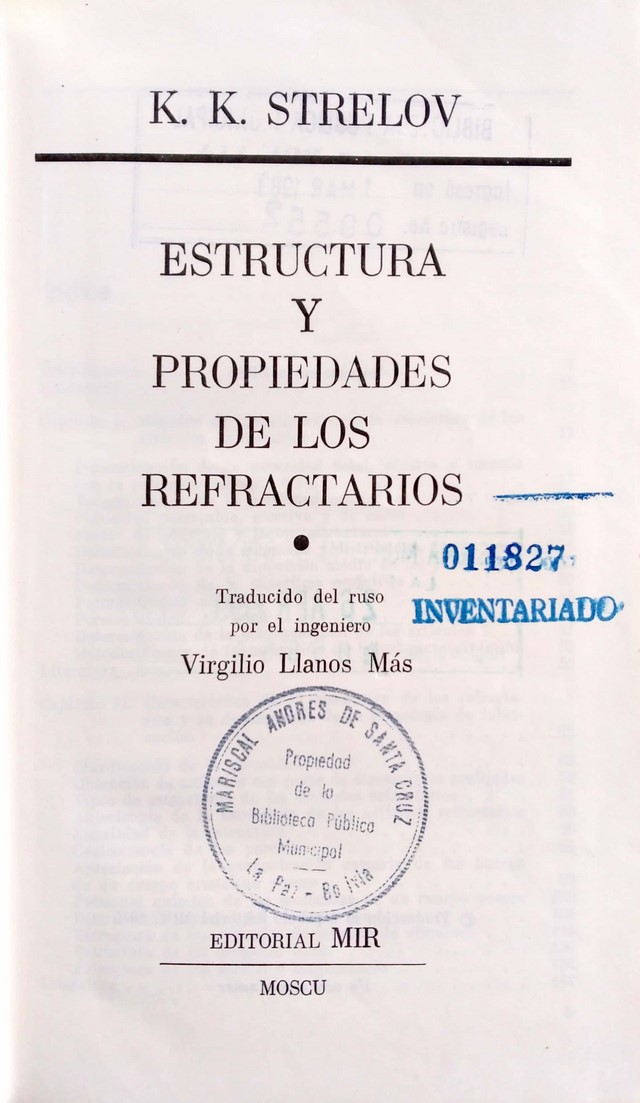 K. K. STRELOV
ESTRUCTURA
Y
PROPIEDADES
DE LOS
REFRACTARIOS
011827
INVENTARIADO
Traducido del ruso
por el ingeniero
Virgilio Llanos Más
MARISCAL ANDRES DE SANTA CRUZ
Propiedad
de la
Biblioteca Pública
Municipal
La Paz - Bolivia
EDITORIAL MIR
MOSCU